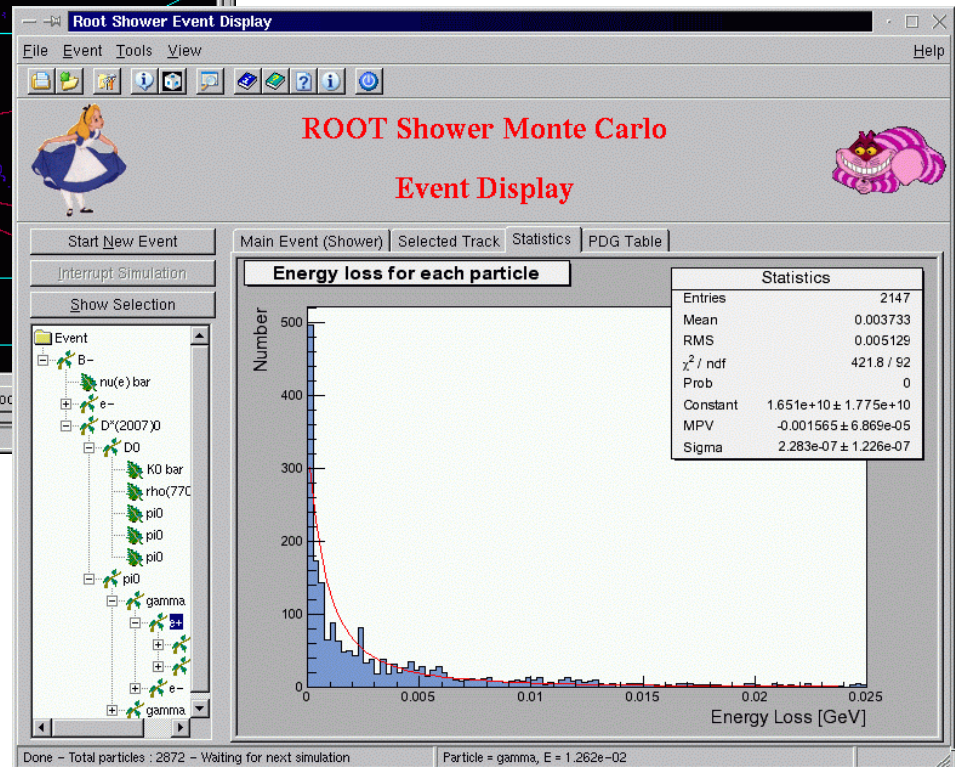 Root Shower Event Display
File Event Tools View Help
ROOT Shower Monte Carlo
Event Display
Start New Event
Interrupt Simulation
Show Selection
Main Event (Shower) Selected Track Statistics PDG Table
Event
B-
nu(e) bar
e-
D*(2007)0
D0
K0 bar
rho(770
pi0
pi0
pi0
pi0
gamma
e+
e-
gamma
Energy loss for each particle
Statistics
Entries 2147
Mean 0.003733
RMS 0.005129
χ² / ndf 421.8 / 92
Prob 0
Constant 1.651e+10 ± 1.775e+10
MPV -0.001565 ± 6.869e-05
Sigma 2.283e-07 ± 1.226e-07
Number
500
400
300
200
100
0
0 0.005 0.01 0.015 0.02 0.025
Energy Loss [GeV]
Done - Total particles : 2872 - Waiting for next simulation
Particle = gamma, E = 1.262e-02